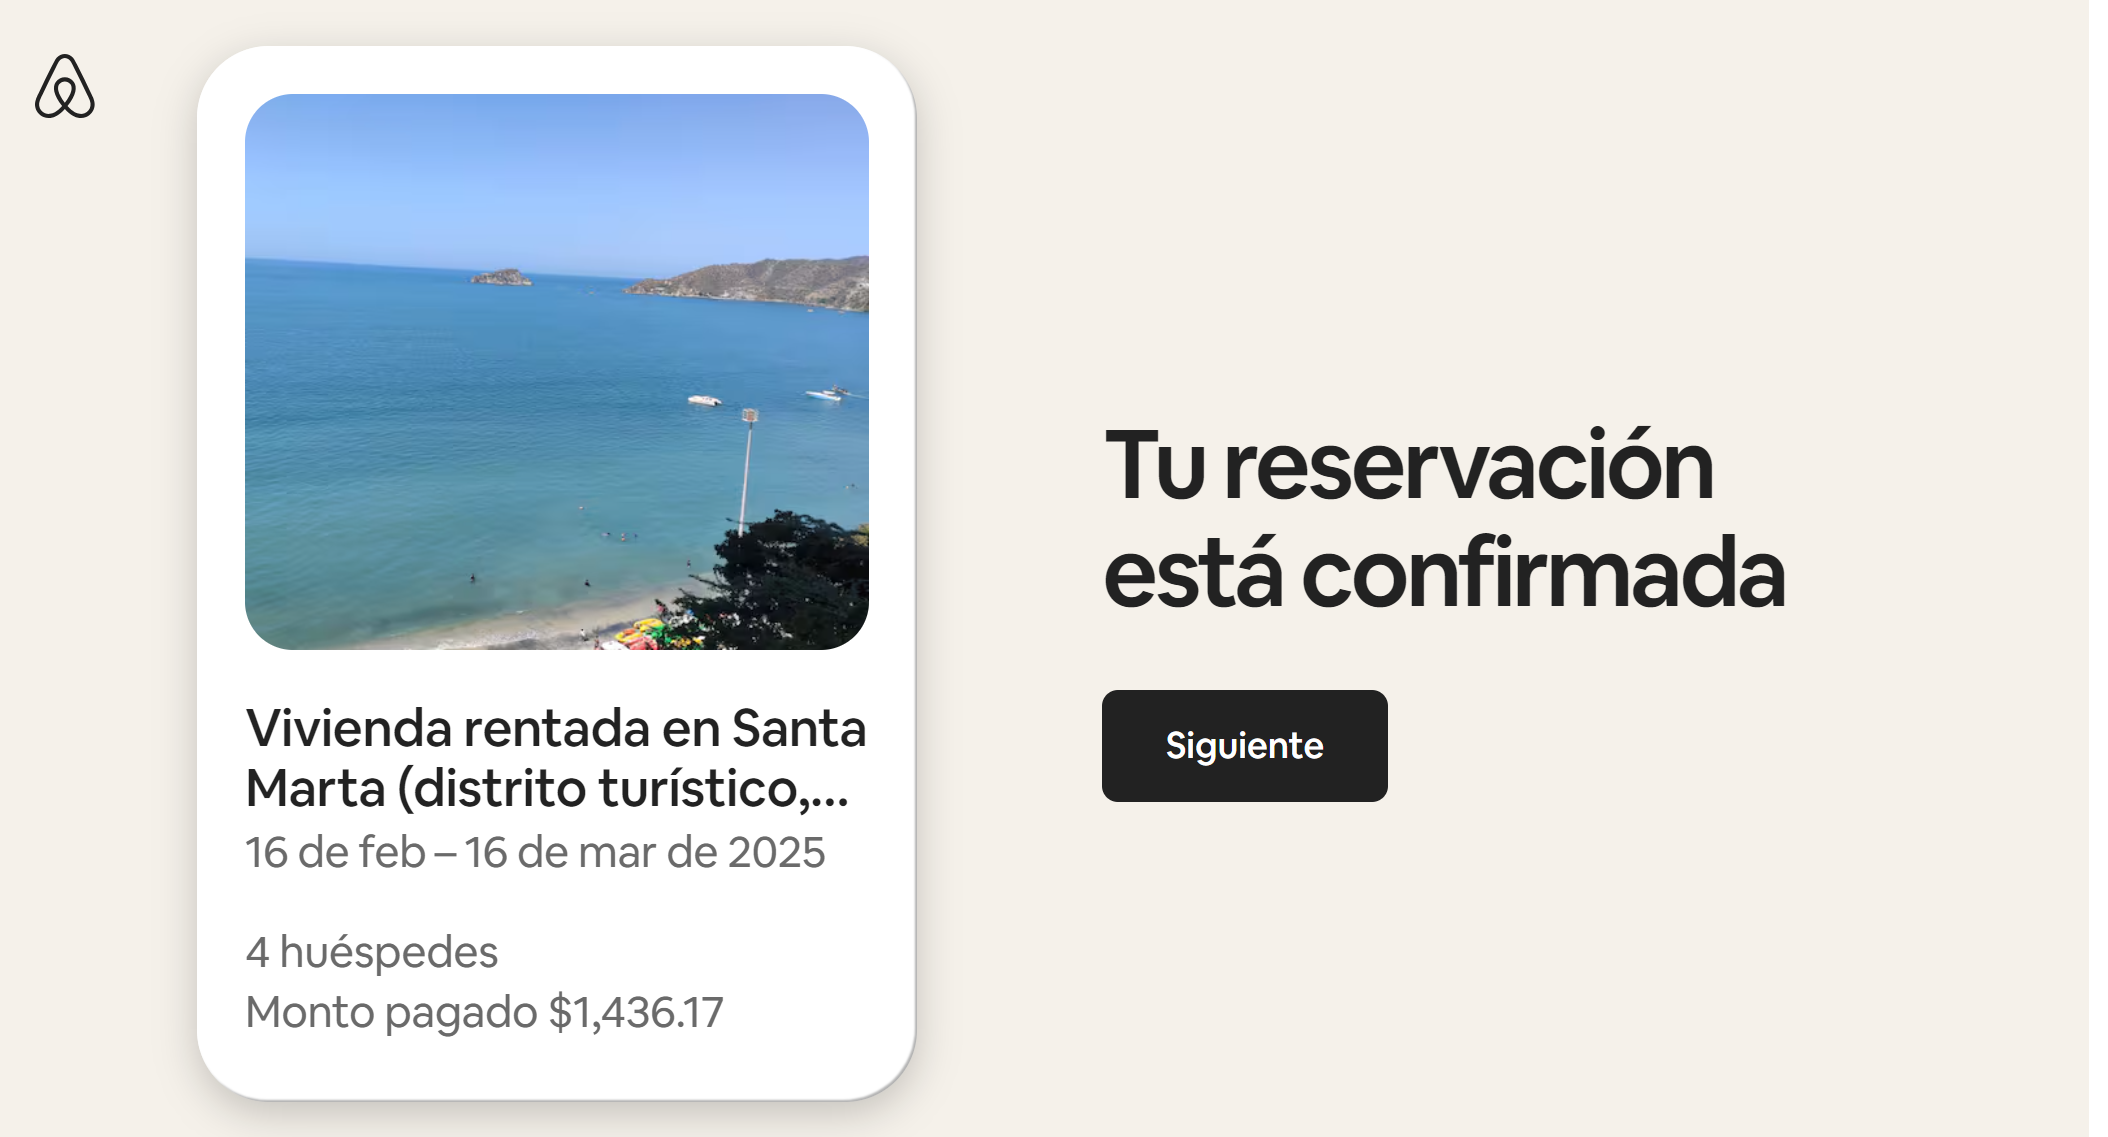 Vivienda rentada en Santa
Marta (distrito turístico,...
16 de feb – 16 de mar de 2025
4 huéspedes
Monto pagado $1,436.17
Tu reservación
está confirmada
Siguiente